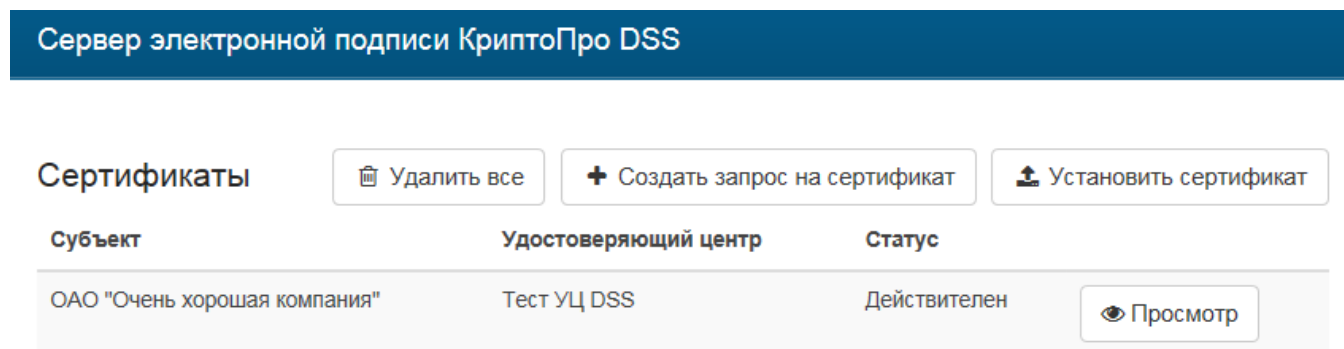 Сервер электронной подписи КриптоПро DSS
Сертификаты Удалить все Создать запрос на сертификат Установить сертификат
Субъект Удостоверяющий центр Статус
ОАО "Очень хорошая компания" Тест УЦ DSS Действителен Просмотр